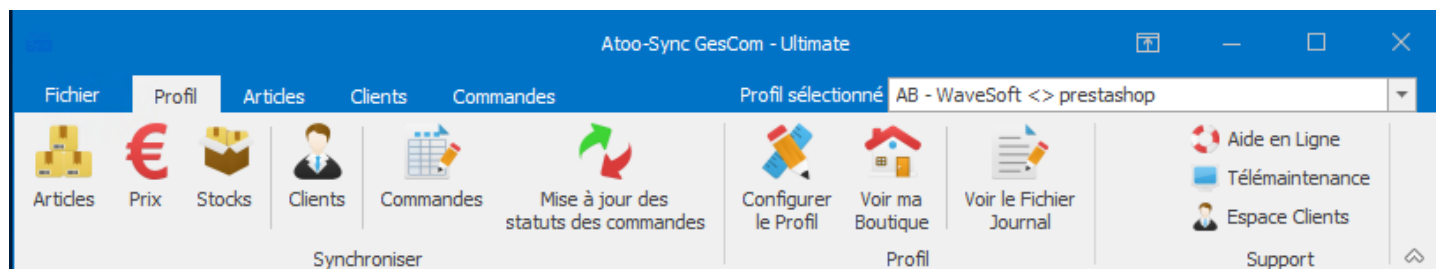 Atoo-Sync GesCom - Ultimate
Fichier Profil Articles Clients Commandes Profil sélectionné AB - WaveSoft <> prestashop
Articles Prix Stocks Clients Commandes Mise à jour des
statuts des commandes
Configurer
le Profil
Voir ma
Boutique
Voir le Fichier
Journal
Aide en Ligne
Télémaintenance
Espace Clients
Synchroniser Profil Support